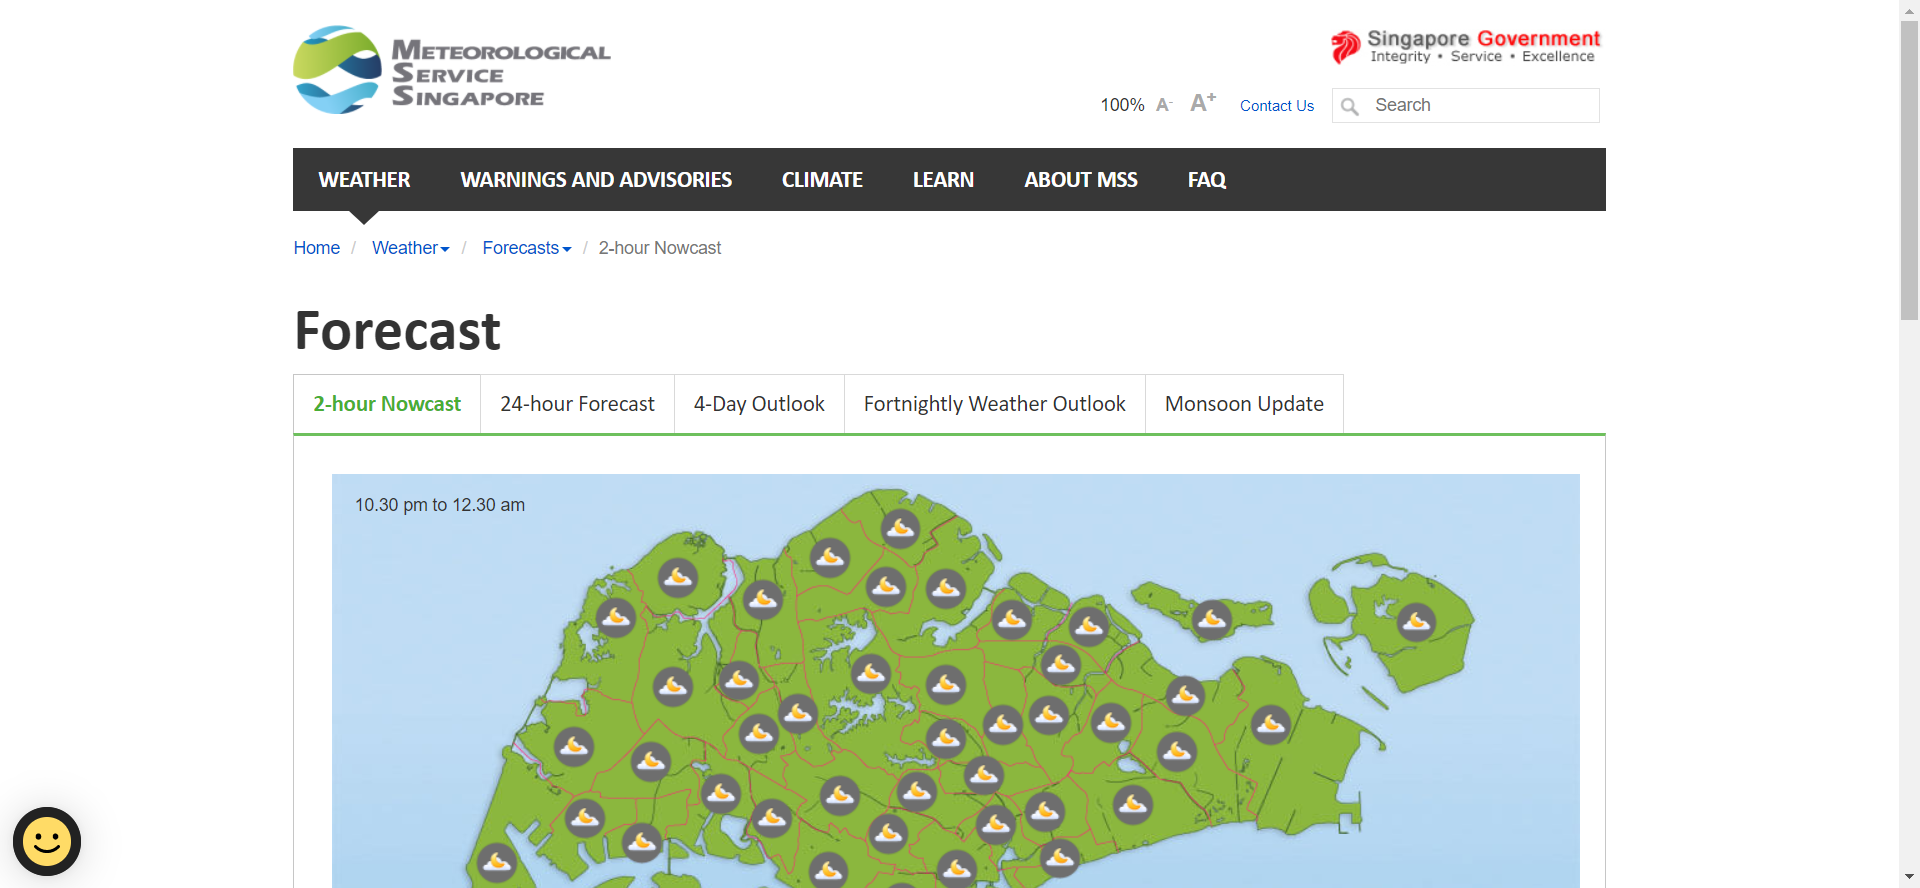 METEOROLOGICAL
SERVICE
SINGAPORE
Singapore Government
Integrity • Service • Excellence
100% A- A+ Contact Us Search
WEATHER WARNINGS AND ADVISORIES CLIMATE LEARN ABOUT MSS FAQ
Home / Weather / Forecasts / 2-hour Nowcast
Forecast
2-hour Nowcast 24-hour Forecast 4-Day Outlook Fortnightly Weather Outlook Monsoon Update
10.30 pm to 12.30 am